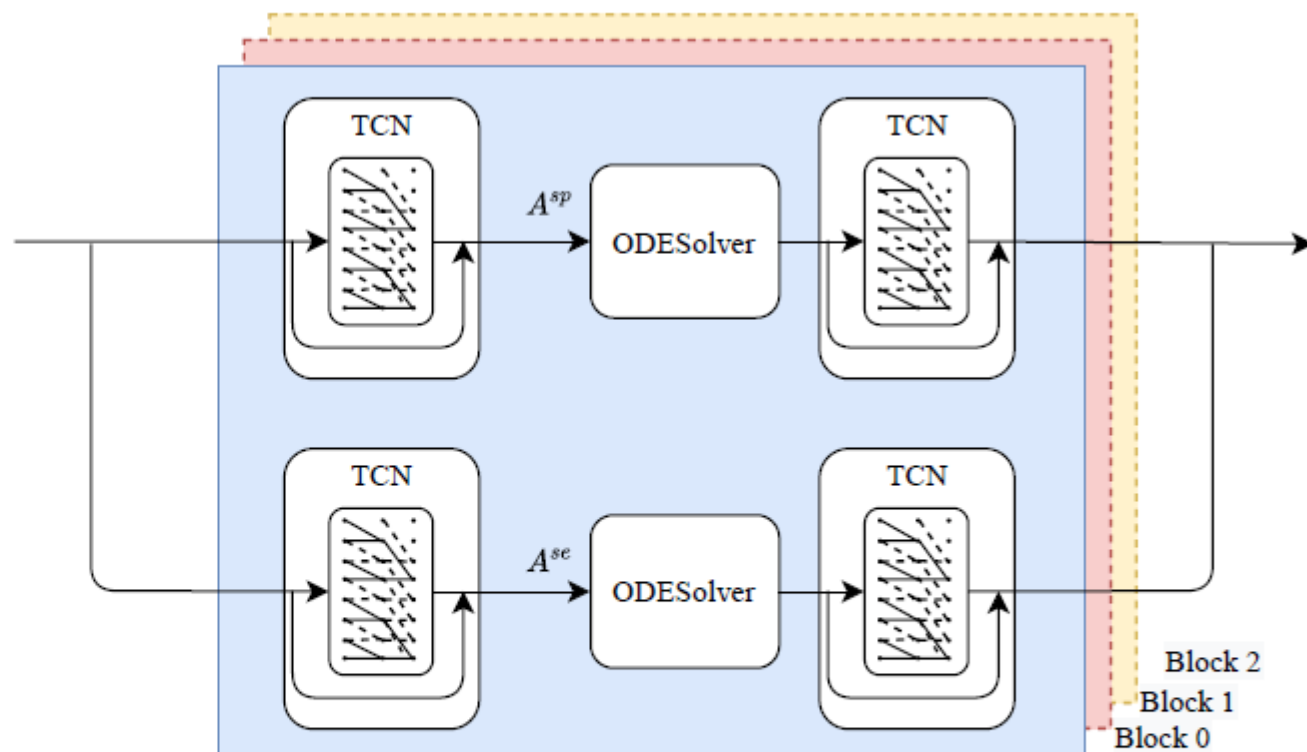 TCN
TCN
A^{sp}
ODESolver
TCN
TCN
A^{se}
ODESolver
Block 2
Block 1
Block 0